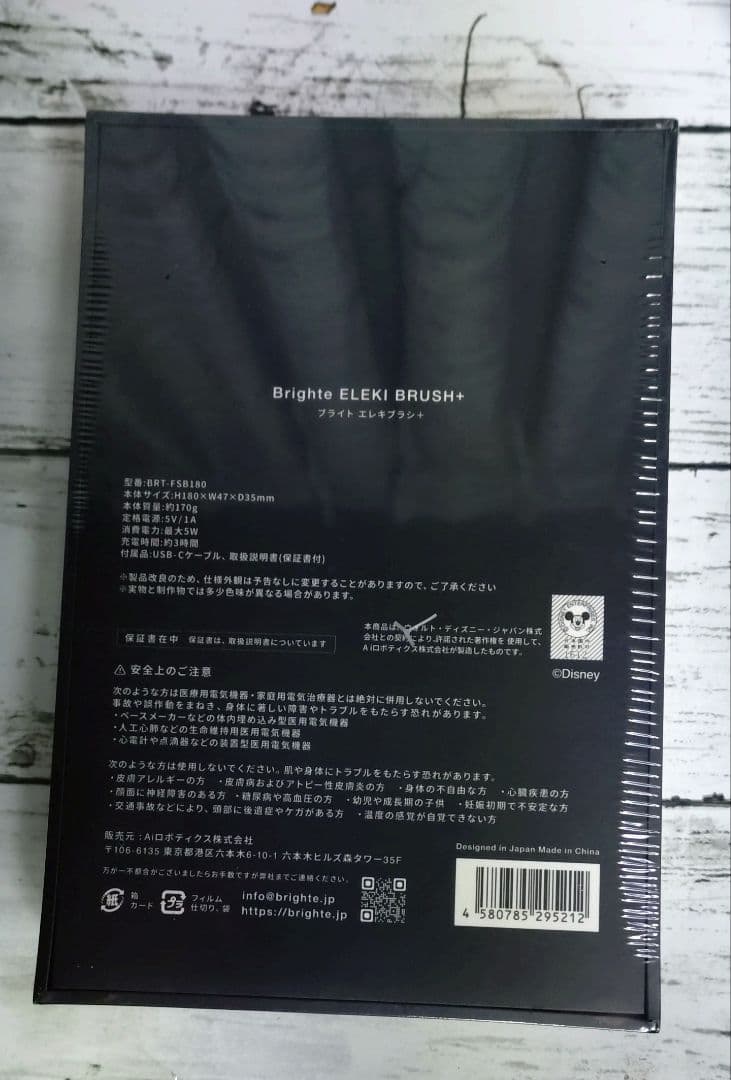 Brighte ELEKI BRUSH+
ブライト エレキブラシ＋
型番:BRT-FSB180
本体サイズ:H180×W47×D35mm
本体質量:約170g
定格電源:5V/1A
消費電力:最大5W
充電時間:約3時間
付属品:USB-Cケーブル、取扱説明書(保証書付)
※製品改良のため、仕様外観は予告なしに変更することがありますので、ご了承ください
※実物と制作物では多少色味が異なる場合があります。
保証書在中 保証書は、取扱説明書についています
本商品は、ウォルト・ディズニー・ジャパン株式
会社との契約により、許諾された著作権を 使用して、
Aiロボティクス株式会社が製造したものです。
©Disney
⚠ 安全上のご注意
次のような方は医療用電気機器・家庭用電気治療器とは絶対に併用しないでください。
事故や誤作動をまねき、身体に著しい障害やトラブルをもたらす恐れがあります。
・ペースメーカーなどの体内埋め込み型医用電気機器
・人工心肺などの生命維持用医用電気機器
・心電計や点滴器などの装置型医用電気機器
次のような方は使用しないでください。肌や身体にトラブルをもたらす恐れがあります。
・皮膚アレルギーの方 ・皮膚病およびアトピー性皮膚炎の方 ・身体の不自由な方 ・心臓疾患の方
・顔面に神経障害のある方 ・糖尿病や高血圧の方 ・幼児や成長期の子供 ・妊娠初期で不安定な方
・交通事故などにより、頭部に後遺症やケガがある方 ・温度の感覚が自覚できない方
販売元：Aiロボティクス株式会社
〒106-6135 東京都港区六本木6-10-1 六本木ヒルズ森タワー35F
万が一不都合がございましたらお手数ですが弊社までご連絡ください。
紙 箱
カード
プラ フィルム
仕切り、袋
info@brighte.jp
https://brighte.jp
Designed in Japan Made in China
4 580785 295212